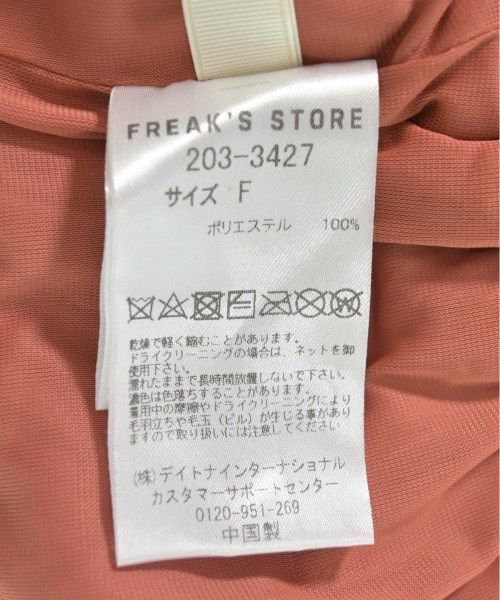 FREAK'S STORE
203-3427
サイズ F
ポリエステル 100%
乾燥で軽く縮むことがあります。
ドライクリーニングの場合は、ネットを御
使用下さい。
濡れたままで長時間放置しないで下さい。
濃色は色落ちすることがあります。
着用中の摩擦やドライクリーニングにより
毛羽立ちや毛玉(ピル)が生じる事があり
ますので取り扱いには注意してください
(株)デイトナインターナショナル
カスタマーサポートセンター
0120-951-269
中国製